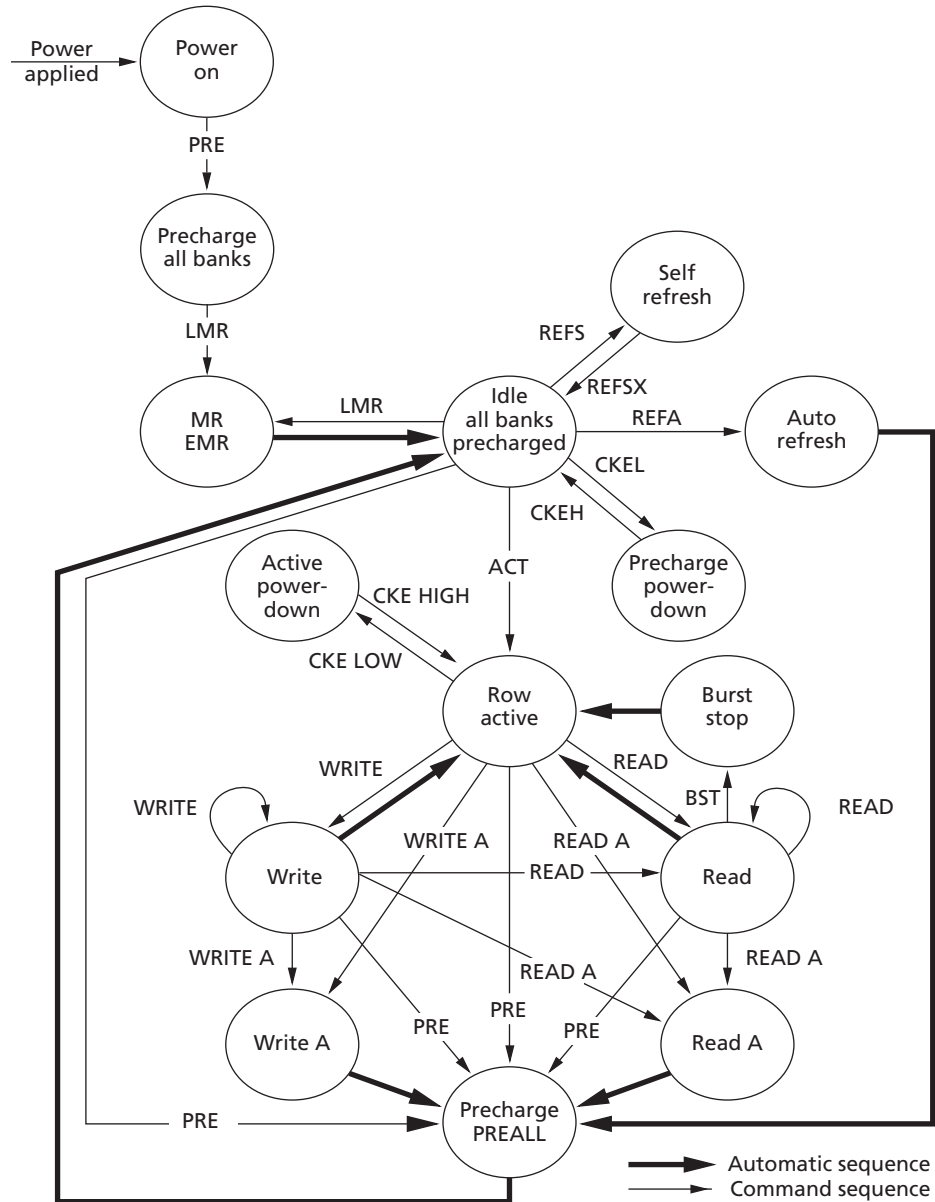 Power
applied
Power
on
PRE
Precharge
all banks
LMR
Self
refresh
REFS
REFSX
MR
EMR
LMR
Idle
all banks
precharged
REFA
Auto
refresh
CKEL
CKEH
Active
power-
down
CKE HIGH
CKE LOW
ACT
Precharge
power-
down
Row
active
Burst
stop
WRITE
READ
BST
WRITE
READ
WRITE A
READ A
Write
READ
Read
WRITE A
READ A
READ A
PRE
PRE
PRE
Write A
Read A
PRE
Precharge
PREALL
Automatic sequence
Command sequence